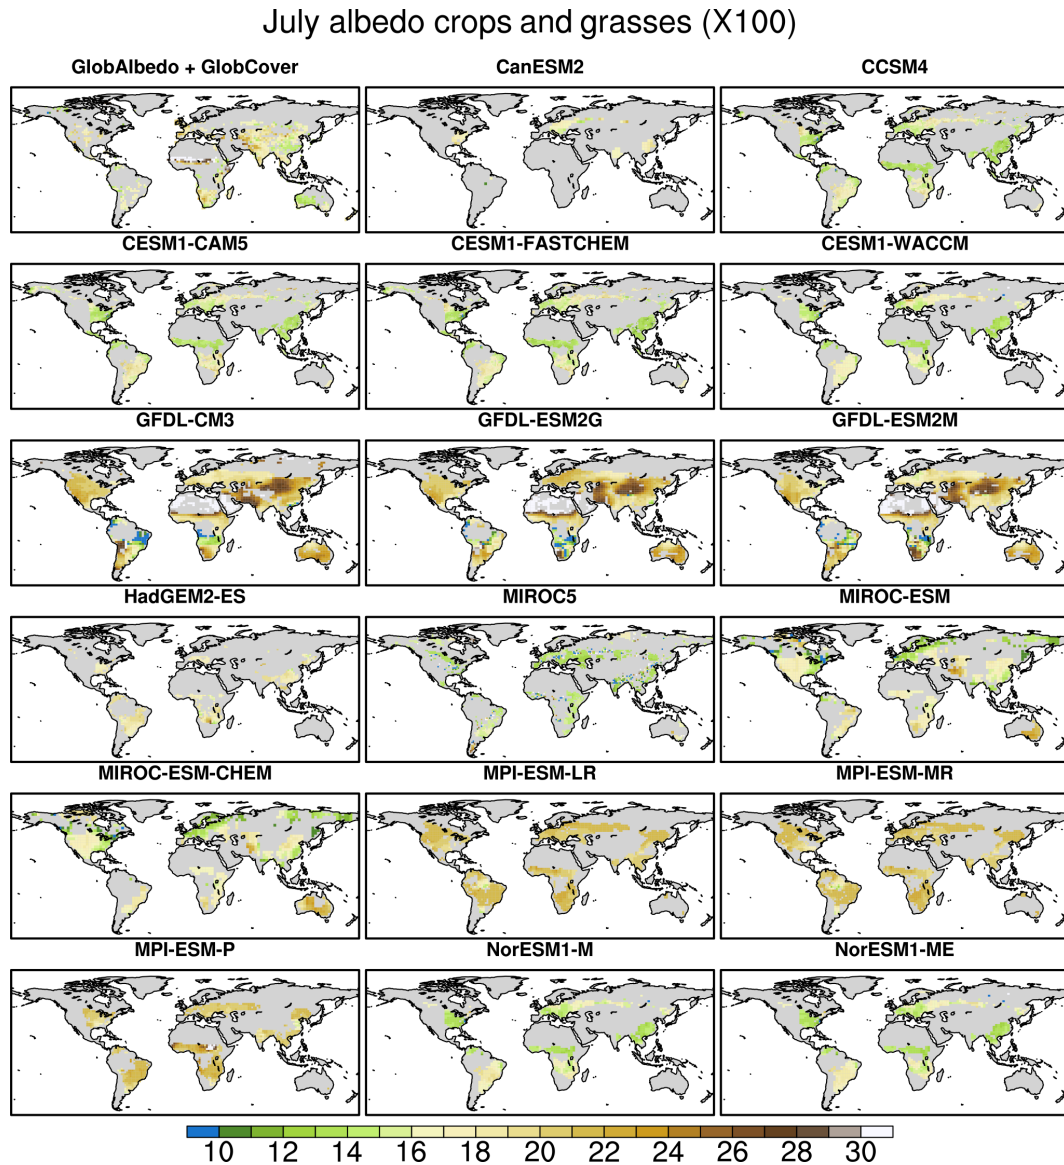 July albedo crops and grasses (X100)
GlobAlbedo + GlobCover CanESM2 CCSM4
CESM1-CAM5 CESM1-FASTCHEM CESM1-WACCM
GFDL-CM3 GFDL-ESM2G GFDL-ESM2M
HadGEM2-ES MIROC5 MIROC-ESM
MIROC-ESM-CHEM MPI-ESM-LR MPI-ESM-MR
MPI-ESM-P NorESM1-M NorESM1-ME
10 12 14 16 18 20 22 24 26 28 30